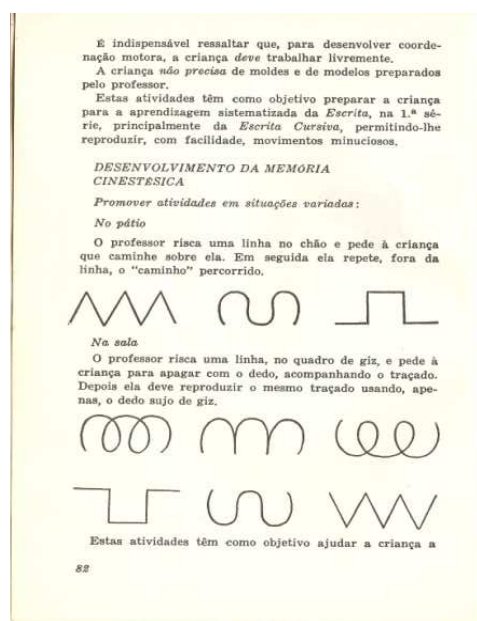 É indispensável ressaltar que, para desenvolver coorde-
nação motora, a criança deve trabalhar livremente.
A criança não precisa de moldes e de modelos preparados
pelo professor.
Estas atividades têm como objetivo preparar a criança
para a aprendizagem sistematizada da Escrita, na 1.ª sé-
rie, principalmente da Escrita Cursiva, permitindo-lhe
reproduzir, com facilidade, movimentos minuciosos.
DESENVOLVIMENTO DA MEMÓRIA
CINESTÉSICA
Promover atividades em situações variadas:
No pátio
O professor risca uma linha no chão e pede à criança
que caminhe sobre ela. Em seguida ela repete, fora da
linha, o "caminho" percorrido.
Na sala
O professor risca uma linha, no quadro de giz, e pede à
criança para apagar com o dedo, acompanhando o traçado.
Depois ela deve reproduzir o mesmo traçado usando, ape-
nas, o dedo sujo de giz.
Estas atividades têm como objetivo ajudar a criança a
82